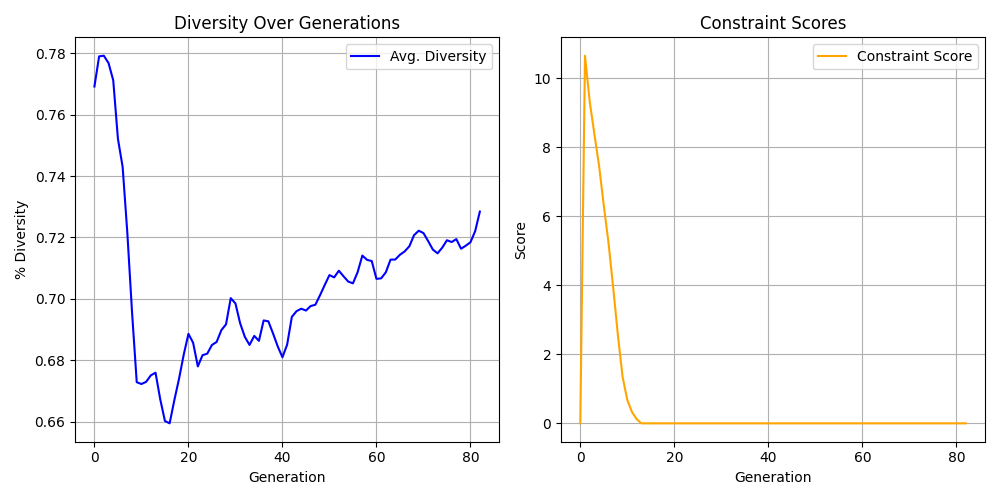 Diversity Over Generations
Avg. Diversity
% Diversity
0.78
0.76
0.74
0.72
0.70
0.68
0.66
0 20 40 60 80
Generation
Constraint Scores
Constraint Score
Score
10
8
6
4
2
0
0 20 40 60 80
Generation